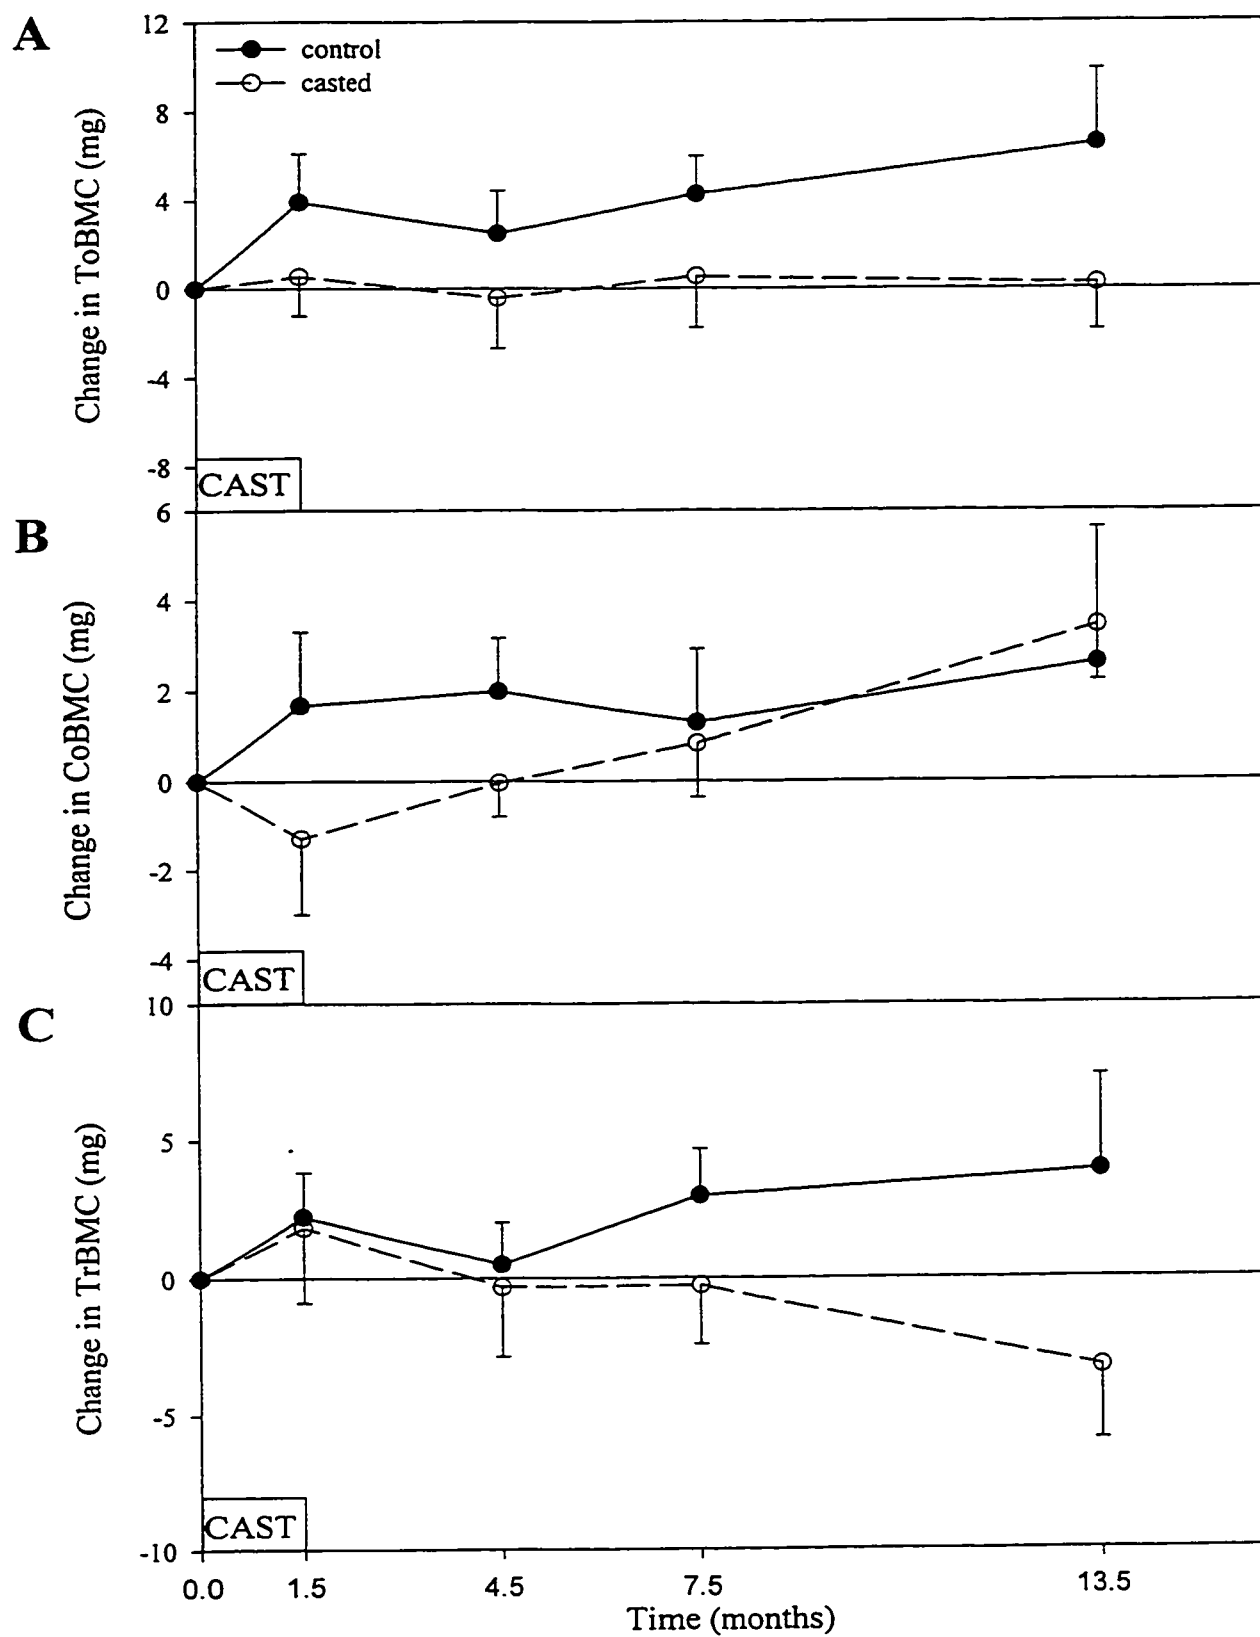 A
12
control
casted
8
4
0
-4
-8
Change in ToBMC (mg)
CAST
B
6
4
2
0
-2
-4
Change in CoBMC (mg)
CAST
C
10
5
0
-5
-10
Change in TrBMC (mg)
CAST
0.0 1.5 4.5 7.5 13.5
Time (months)